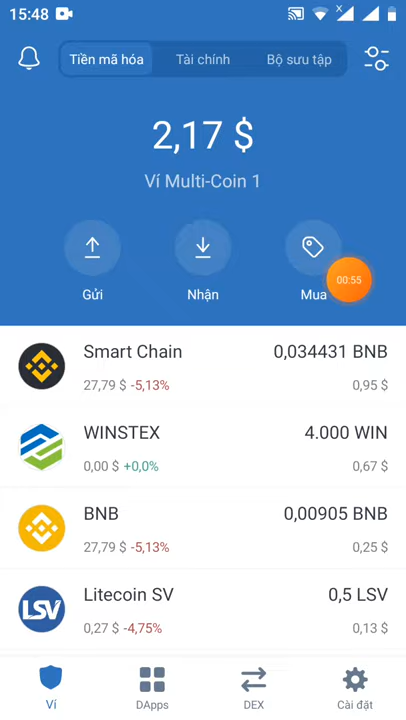 15:48
Tiền mã hóa
Tài chính
Bộ sưu tập
2,17 $
Ví Multi-Coin 1
Gửi
Nhận
Mua
00:55
Smart Chain
0,034431 BNB
27,79 $ -5,13%
0,95 $
WINSTEX
4.000 WIN
0,00 $ +0,0%
0,67 $
BNB
0,00905 BNB
27,79 $ -5,13%
0,25 $
LSV
Litecoin SV
0,5 LSV
0,27 $ -4,75%
0,13 $
Ví
DApps
DEX
Cài đặt